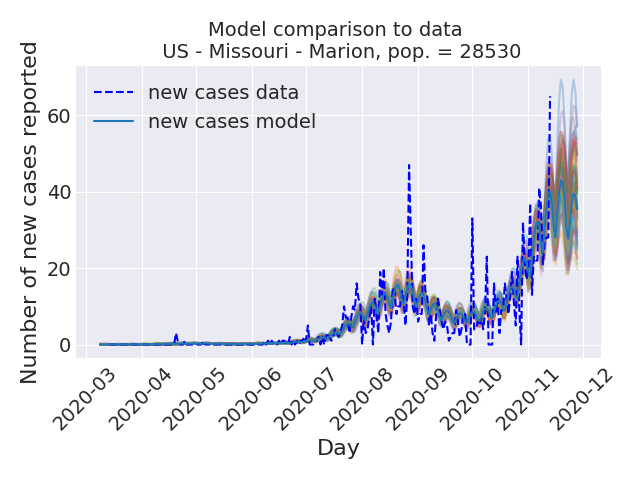 Model comparison to data
US - Missouri - Marion, pop. = 28530
Number of new cases reported
60
40
20
0
new cases data
new cases model
2020-03
2020-04
2020-05
2020-06
2020-07
2020-08
2020-09
2020-10
2020-11
2020-12
Day